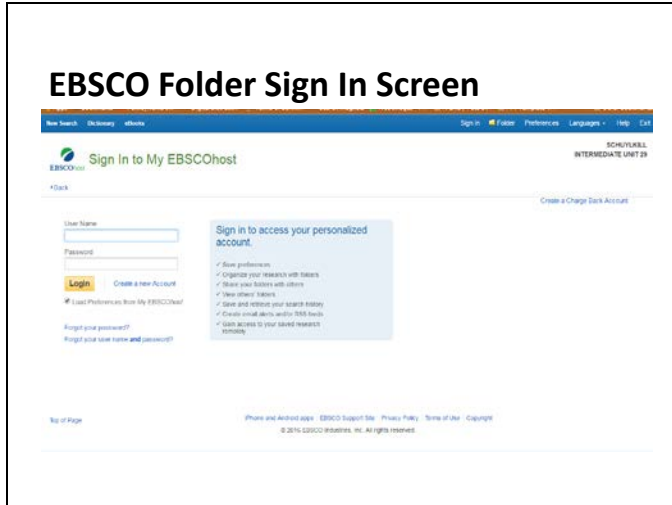 EBSCO Folder Sign In Screen
New Search Dictionary eBooks
Sign In Folder Preferences Languages Help Exit
EBSCOhost Sign In to My EBSCOhost
SCHUYLKILL
INTERMEDIATE UNIT 29
Back
Create a Charge Back Account
User Name
Password
Login Create a new Account
Load Preferences from My EBSCOhost
Forgot your password?
Forgot your user name and password?
Sign in to access your personalized
account.
✓ Save preferences
✓ Organize your research with folders
✓ Share your folders with others
✓ View others' folders
✓ Save and retrieve your search history
✓ Create email alerts and/or RSS feeds
✓ Gain access to your saved research
remotely
Top of Page
iPhone and Android apps EBSCO Support Site Privacy Policy Terms of Use Copyright
© 2016 EBSCO Industries, Inc. All rights reserved.